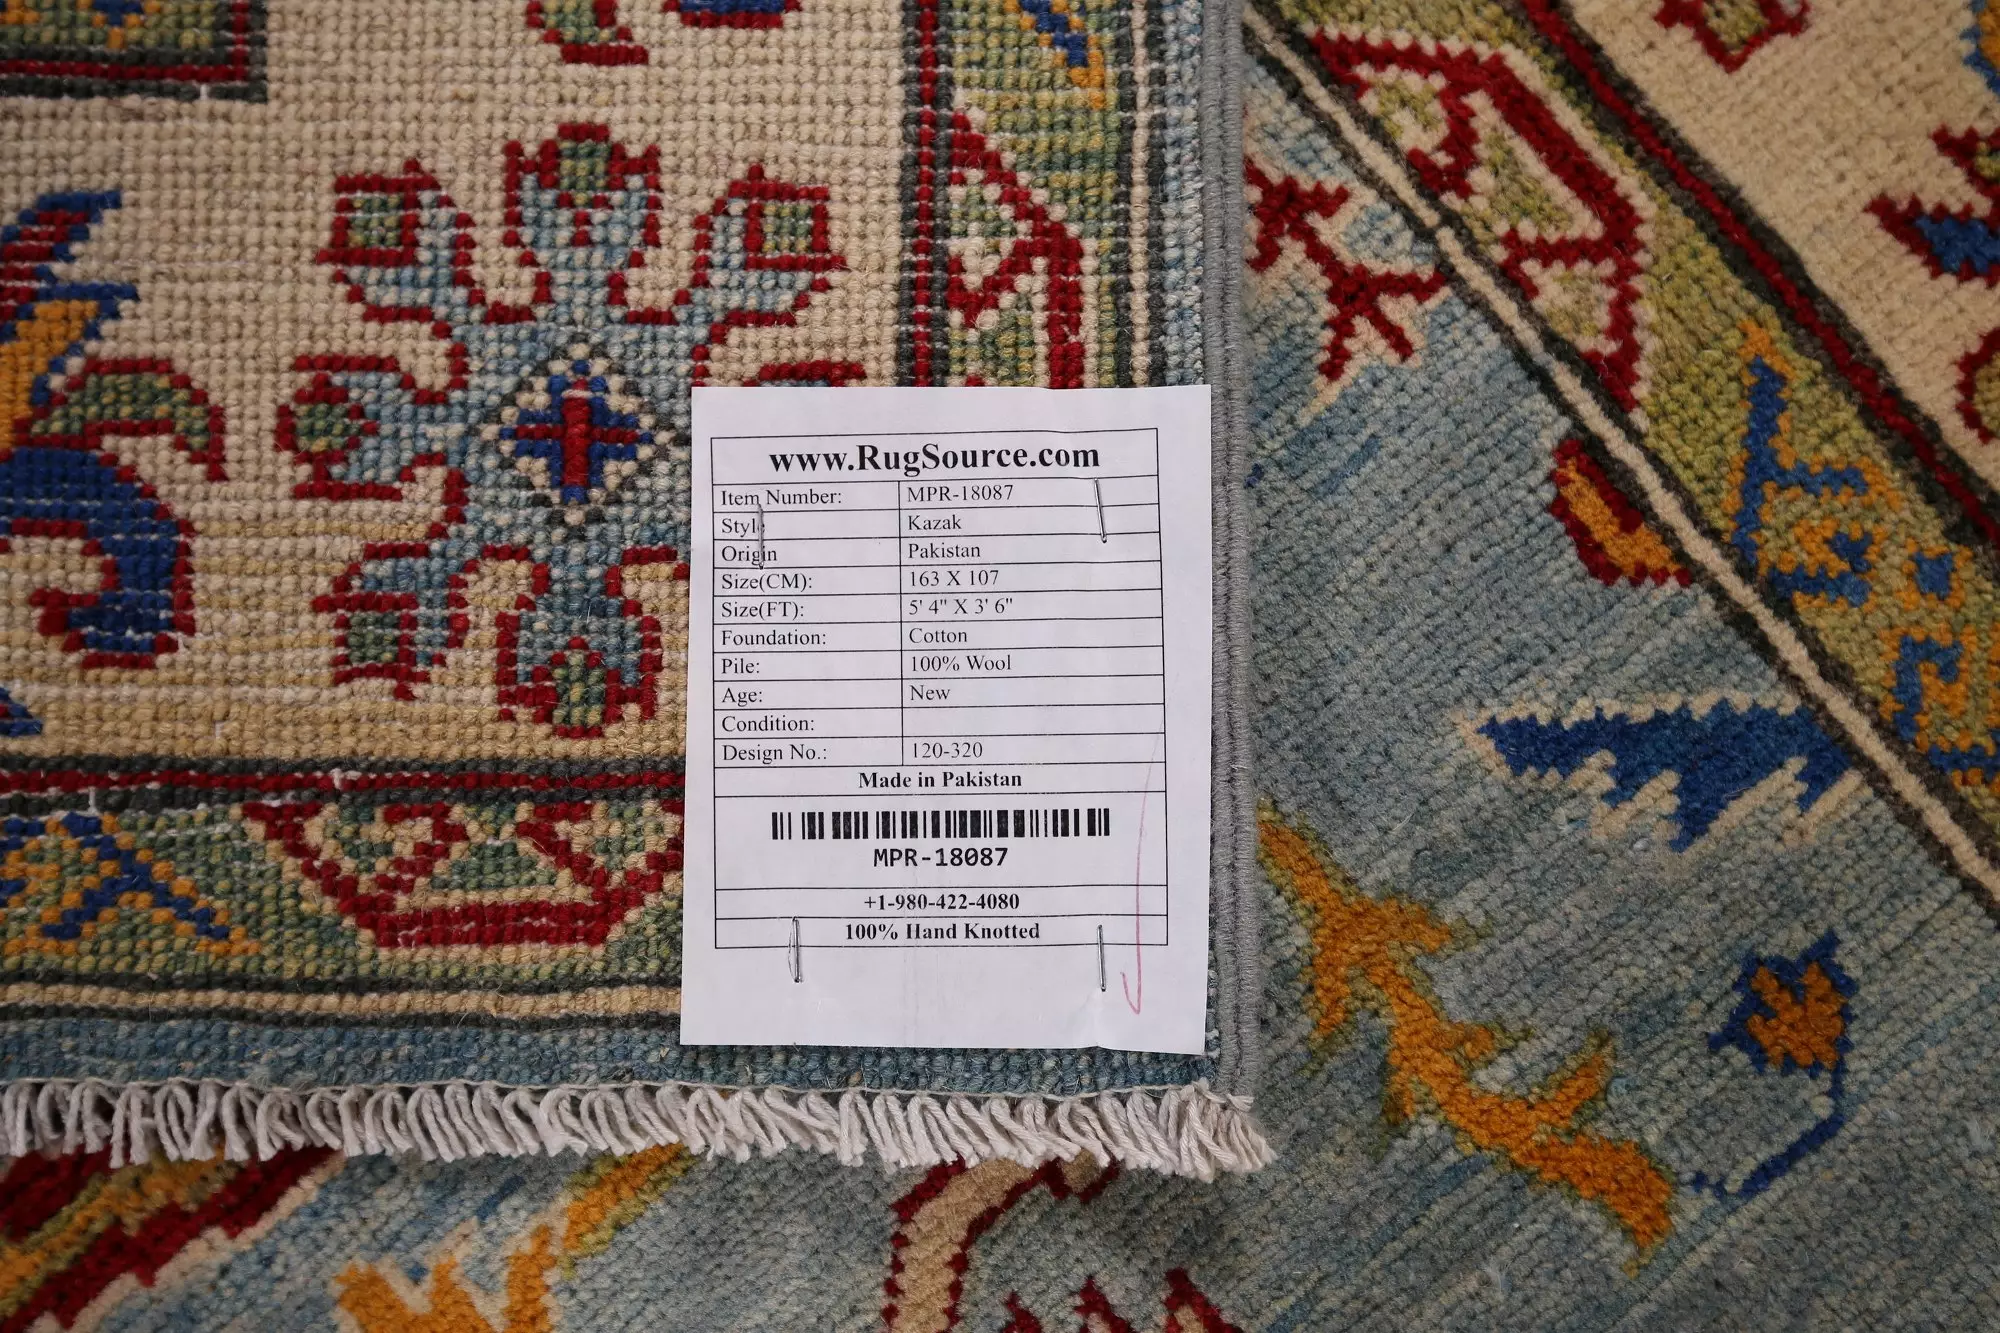 www.RugSource.com
Item Number: MPR-18087
Style Kazak
Origin Pakistan
Size(CM): 163 X 107
Size(FT): 5' 4" X 3' 6"
Foundation: Cotton
Pile: 100% Wool
Age: New
Condition:
Design No.: 120-320
Made in Pakistan
MPR-18087
+1-980-422-4080
100% Hand Knotted